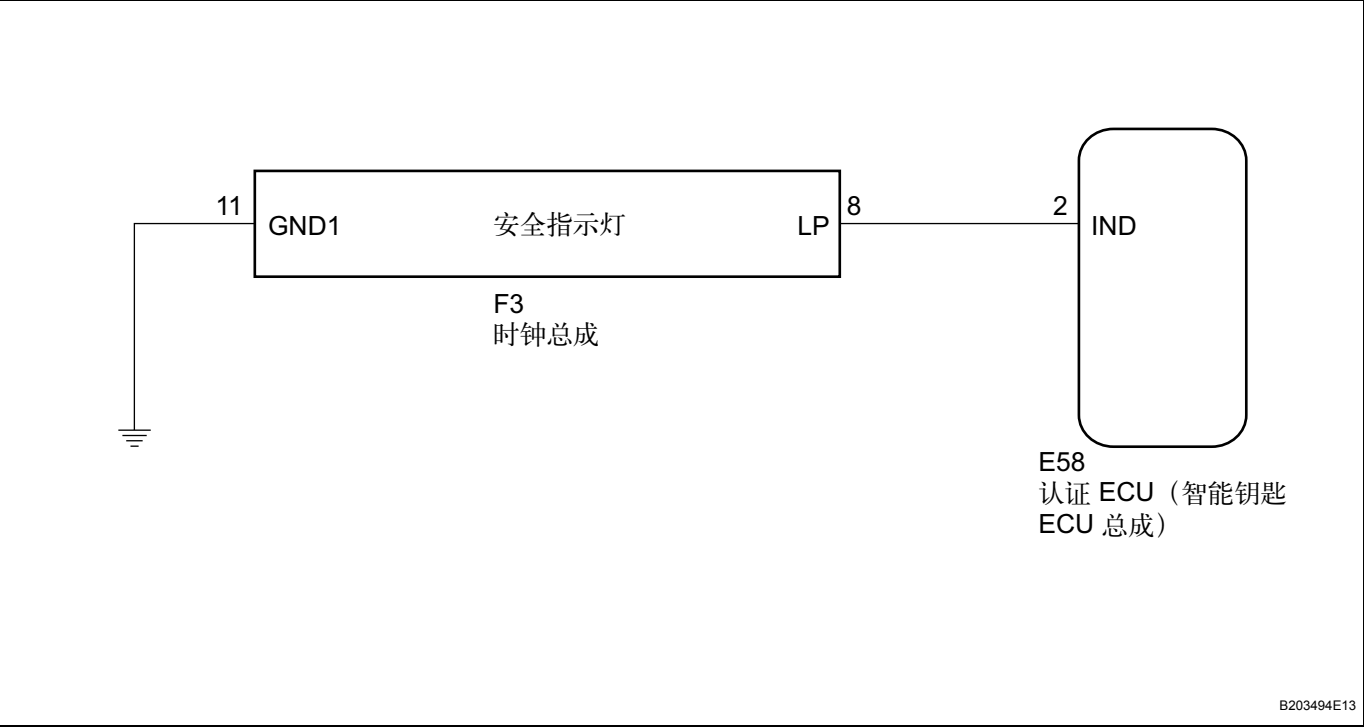 11
GND1
安全指示灯
LP
8
2
IND
F3
时钟总成
E58
认证 ECU（智能钥匙
ECU 总成）
B203494E13